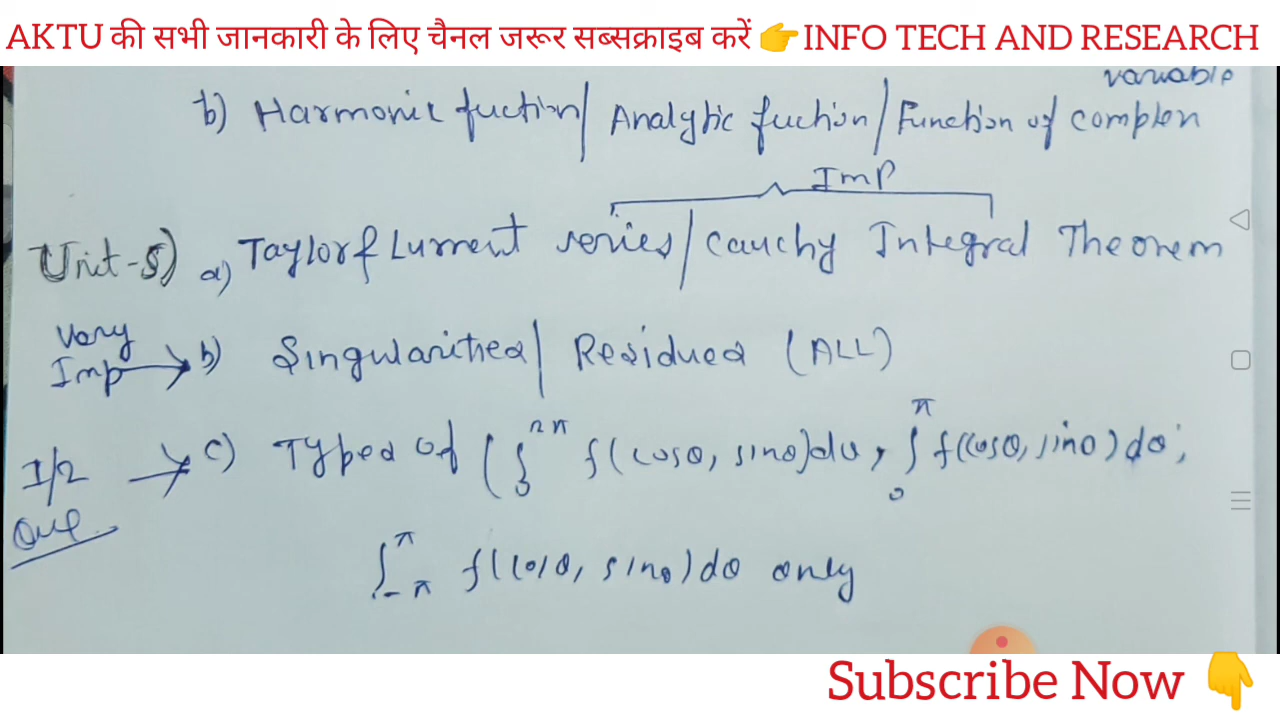 AKTU की सभी जानकारी के लिए चैनल जरूर सब्सक्राइब करें 👉 INFO TECH AND RESEARCH
variable
b) Harmonic fuction/ Analytic fuction/ Function of complex
Imp
Unit-5) a) Taylor & Lurrent series/ Cauchy Integral Theorem
Very
Imp → b) Singularities/ Residues (ALL)
1/2 → c) Types of (∫₀^2π f(cosθ, sinθ)dθ, ∫₀^π f(cosθ, sinθ)dθ;
Que.
∫₋π^π f(cosθ, sinθ)dθ only
Subscribe Now 👇